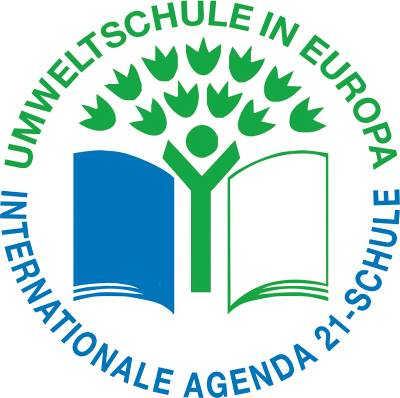 UMWELTSCHULE IN EUROPA
INTERNATIONALE AGENDA 21-SCHULE